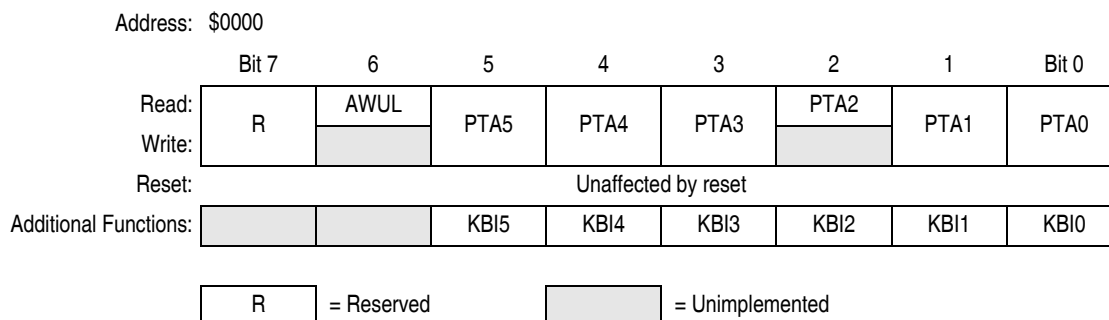 Address: $0000
Bit 7 6 5 4 3 2 1 Bit 0
Read: R AWUL PTA5 PTA4 PTA3 PTA2 PTA1 PTA0
Write:
Reset: Unaffected by reset
Additional Functions: KBI5 KBI4 KBI3 KBI2 KBI1 KBI0
R = Reserved = Unimplemented